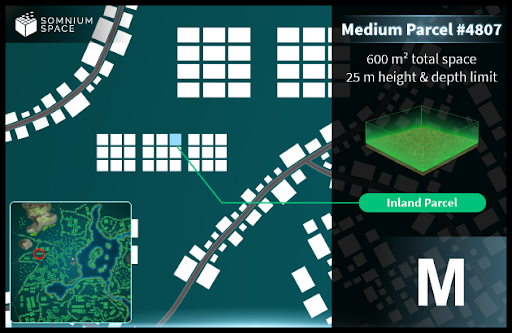 SOMNIUM
SPACE
Medium Parcel #4807
600 m² total space
25 m height & depth limit
Inland Parcel
M